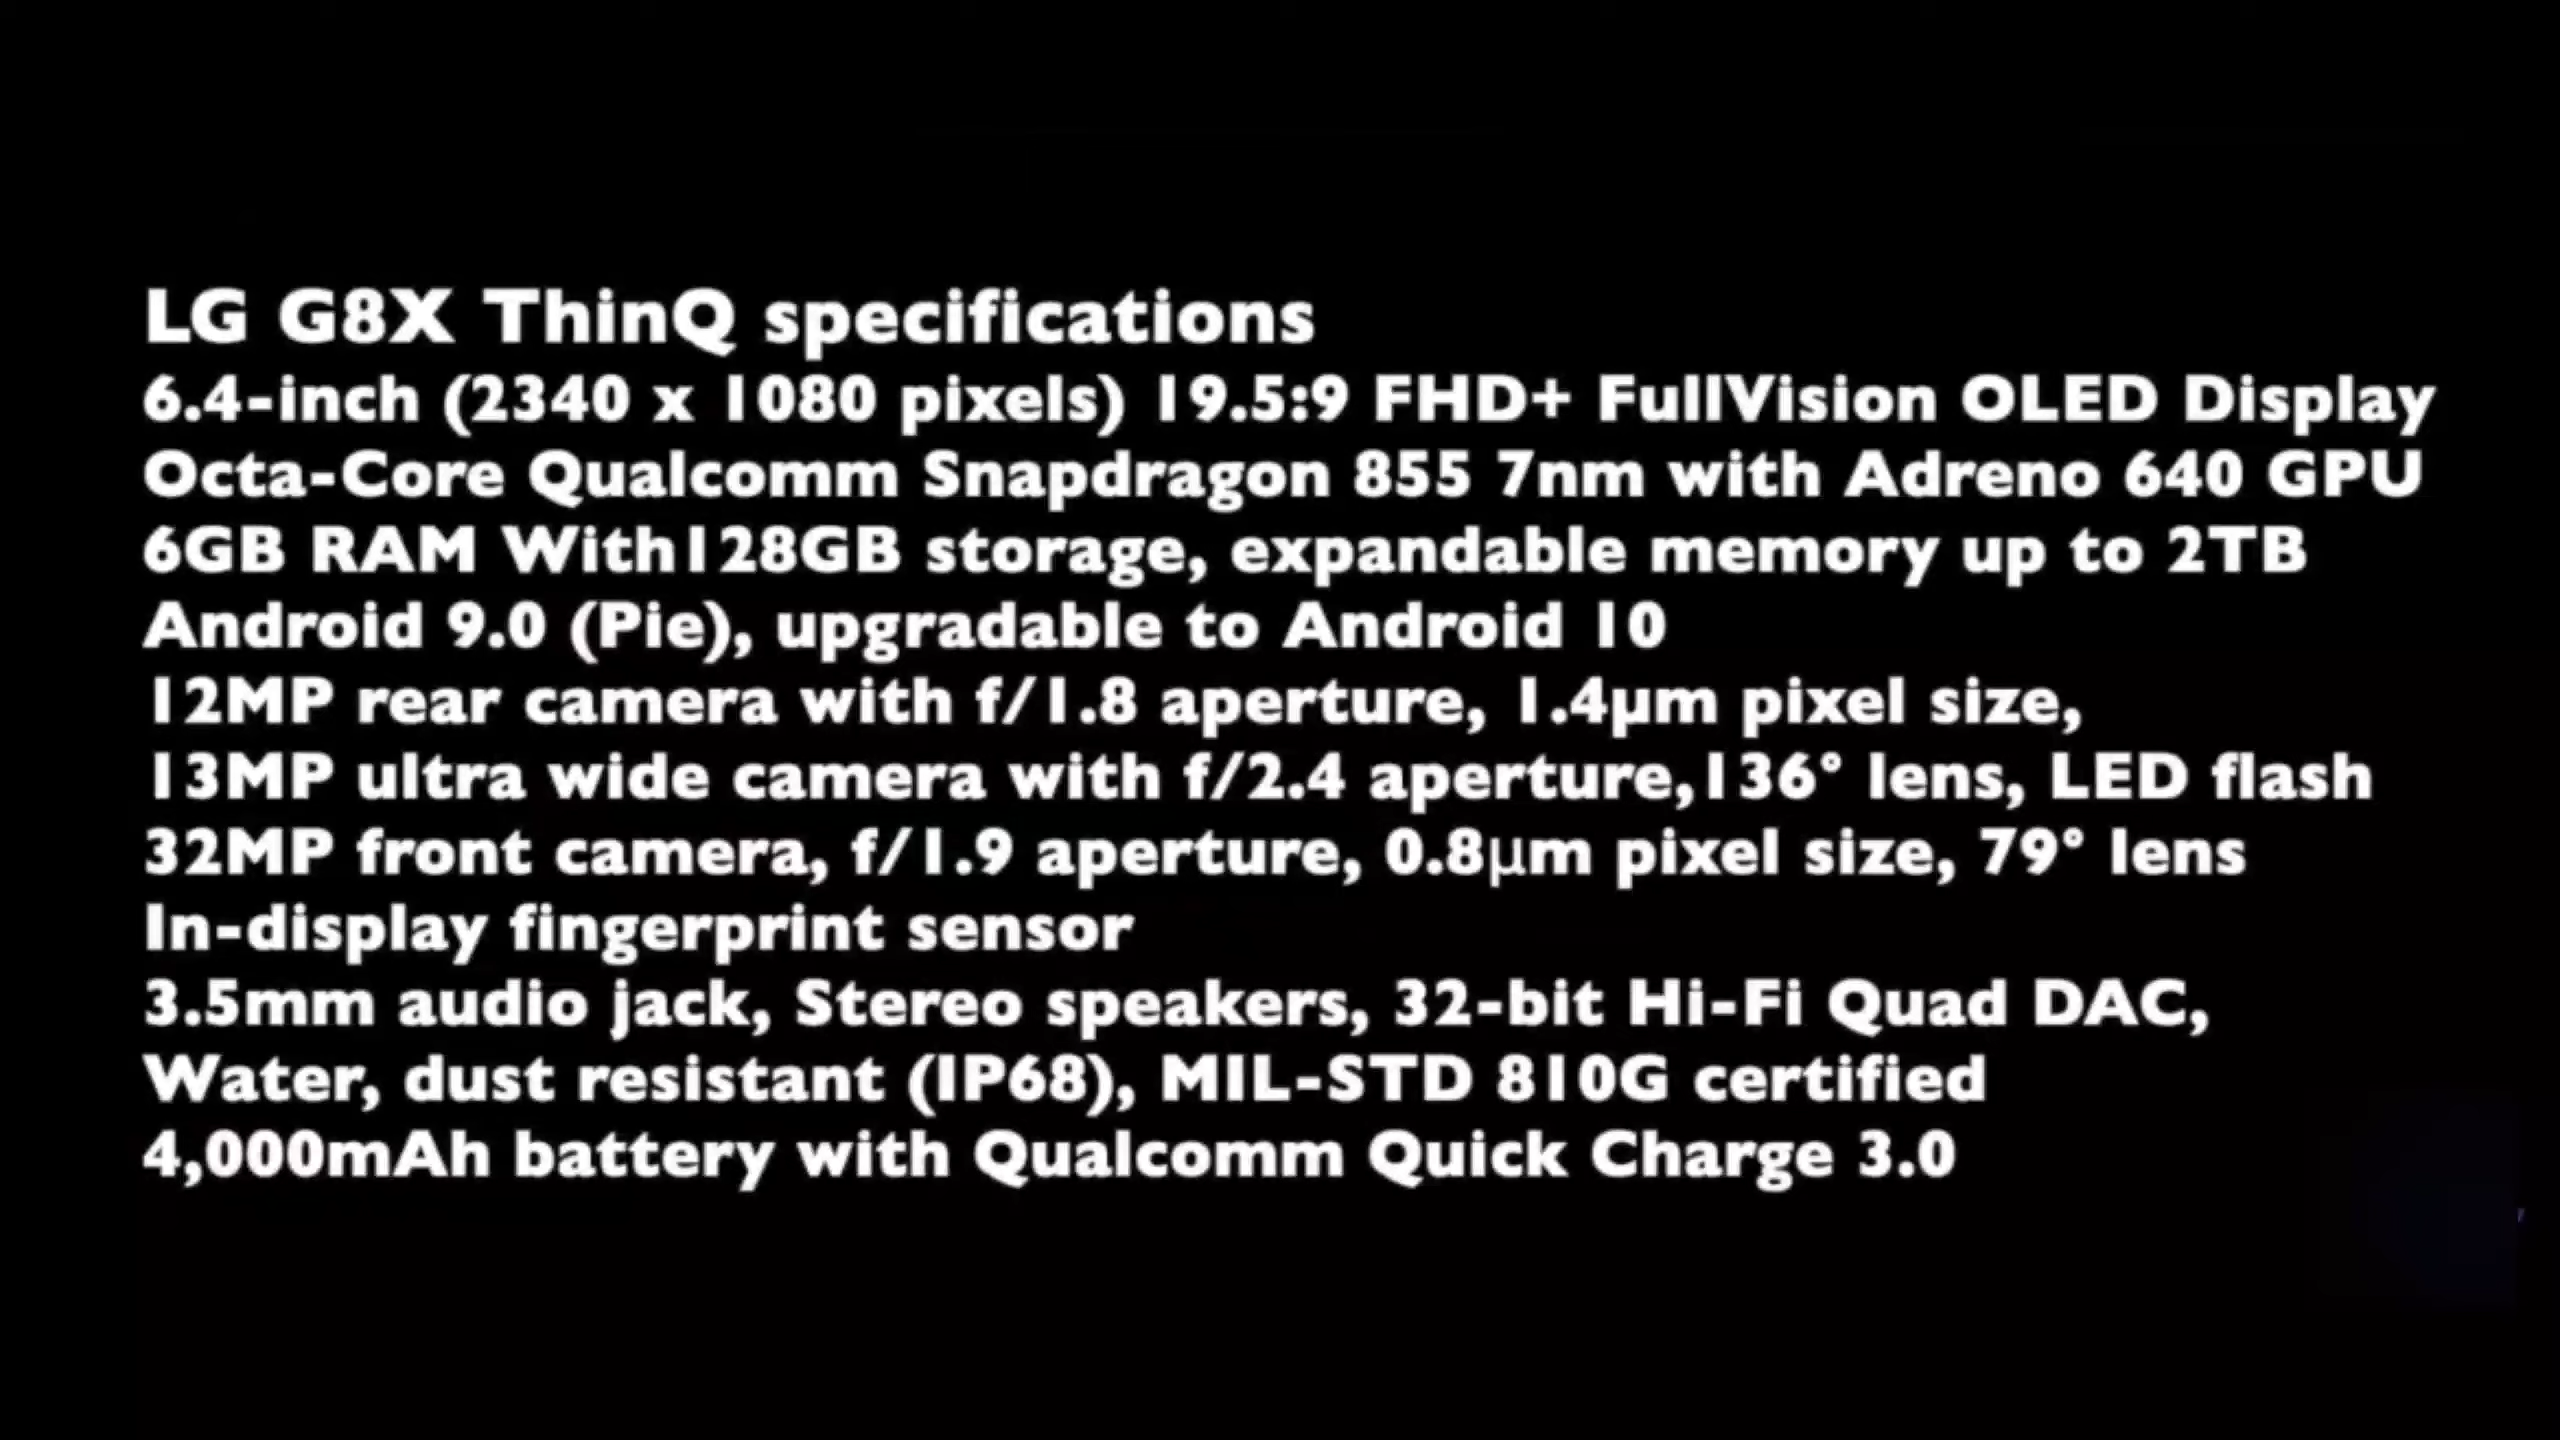 LG G8X ThinQ specifications
6.4-inch (2340 x 1080 pixels) 19.5:9 FHD+ FullVision OLED Display
Octa-Core Qualcomm Snapdragon 855 7nm with Adreno 640 GPU
6GB RAM With128GB storage, expandable memory up to 2TB
Android 9.0 (Pie), upgradable to Android 10
12MP rear camera with f/1.8 aperture, 1.4μm pixel size,
13MP ultra wide camera with f/2.4 aperture,136° lens, LED flash
32MP front camera, f/1.9 aperture, 0.8μm pixel size, 79° lens
In-display fingerprint sensor
3.5mm audio jack, Stereo speakers, 32-bit Hi-Fi Quad DAC,
Water, dust resistant (IP68), MIL-STD 810G certified
4,000mAh battery with Qualcomm Quick Charge 3.0